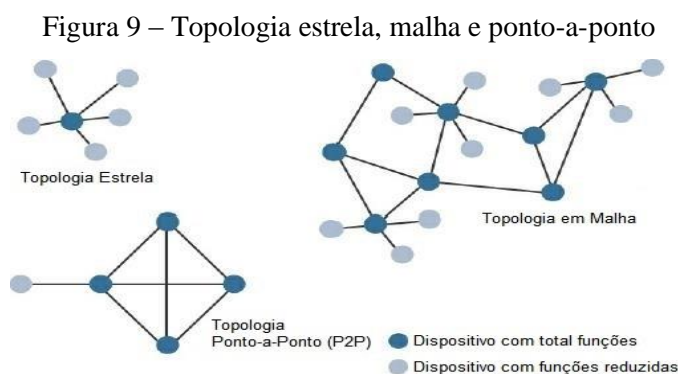 Figura 9 – Topologia estrela, malha e ponto-a-ponto
Topologia Estrela
Topologia em Malha
Topologia
Ponto-a-Ponto (P2P)
Dispositivo com total funções
Dispositivo com funções reduzidas